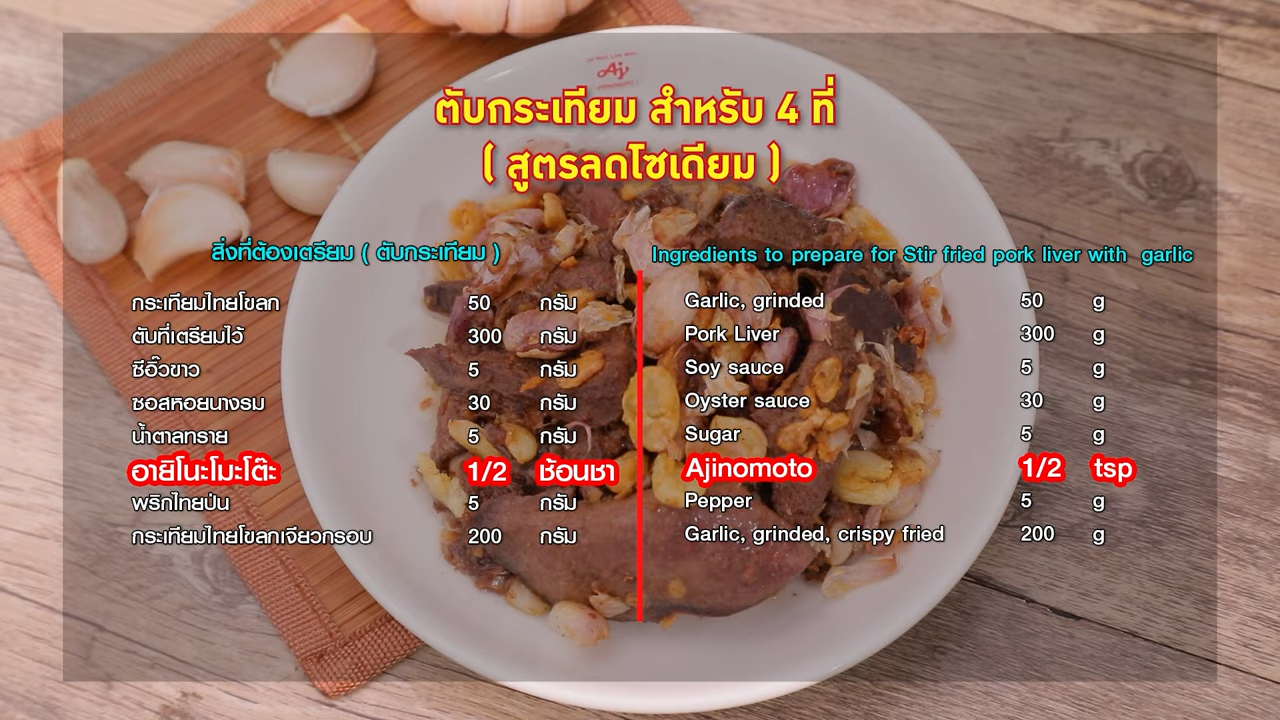 Aj
ตับกระเทียม สำหรับ 4 ที่
( สูตรลดโซเดียม )
สิ่งที่ต้องเตรียม ( ตับกระเทียม )
กระเทียมไทยโขลก 50 กรัม
ตับที่เตรียมไว้ 300 กรัม
ซีอิ๊วขาว 5 กรัม
ซอสหอยนางรม 30 กรัม
น้ำตาลทราย 5 กรัม
อายิโนะโมะโต๊ะ 1/2 ช้อนชา
พริกไทยป่น 5 กรัม
กระเทียมไทยโขลกเจียวกรอบ 200 กรัม
Ingredients to prepare for Stir fried pork liver with garlic
Garlic, grinded 50 g
Pork Liver 300 g
Soy sauce 5 g
Oyster sauce 30 g
Sugar 5 g
Ajinomoto 1/2 tsp
Pepper 5 g
Garlic, grinded, crispy fried 200 g